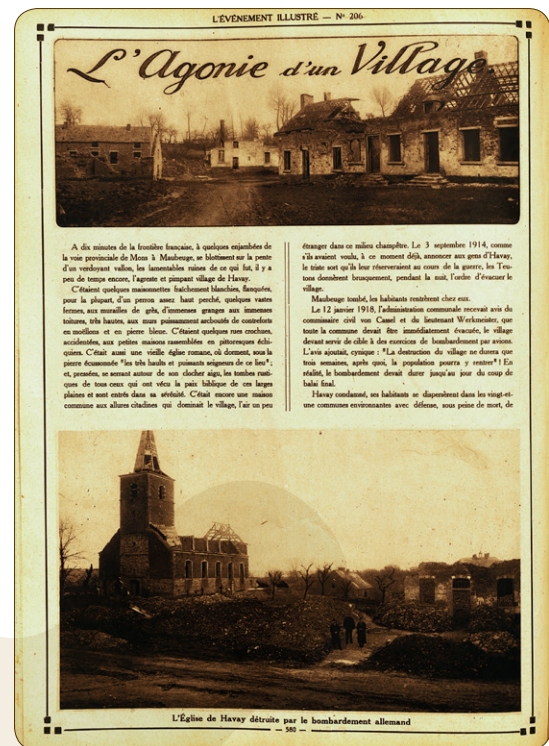 L'ÉVÉNEMENT ILLUSTRÉ — Nº 206
L'Agonie d'un Village
A dix minutes de la frontière française, à quelques enjambées de
la voie provinciale de Mons à Maubeuge, se blottissent sur la pente
d'un verdoyant vallon, les lamentables ruines de ce qui fut, il y a
peu de temps encore, l'agreste et pimpant village de Havay.
C'étaient quelques maisonnettes fraîchement blanchies, flanquées,
pour la plupart, d'un perron assez haut perché, quelques vastes
fermes, aux murailles de grès, d'immenses granges aux immenses
toitures, très hautes, aux murs puissamment arcboutés de contreforts
en moëllons et en pierre bleue. C'étaient quelques rues crochues,
accidentées, aux petites maisons rassemblées en pittoresques échi-
quiers. C'était aussi une vieille église romane, où dorment, sous la
pierre écussonnée "les très hauts et puissants seigneurs de ce lieu";
et, pressées, se serrant autour de son clocher aigu, les tombes rusti-
ques de tous ceux qui ont vécu la paix biblique de ces larges
plaines et sont entrés dans sa sérénité. C'était encore une maison
commune aux allures citadines qui dominait le village, l'air un peu
étranger dans ce milieu champêtre. Le 3 septembre 1914, comme
s'ils avaient voulu, à ce moment déjà, annoncer aux gens d'Havay,
le triste sort qu'ils leur réserveraient au cours de la guerre, les Teu-
tons donnèrent brusquement, pendant la nuit, l'ordre d'évacuer le
village.
Maubeuge tombé, les habitants rentrèrent chez eux.
Le 12 janvier 1918, l'administration communale recevait avis du
commissaire civil von Cassel et du lieutenant Werkmeister, que
toute la commune devait être immédiatement évacuée, le village
devant servir de cible à des exercices de bombardement par avions.
L'avis ajoutait, cynique : "La destruction du village ne durera que
trois semaines, après quoi, la population pourra y rentrer"! En
réalité, le bombardement devait durer jusqu'au jour du coup de
balai final.
Havay condamné, ses habitants se dispersèrent dans les vingt-et-
une communes environnantes avec défense, sous peine de mort, de
L'Église de Havay détruite par le bombardement allemand
— 580 —